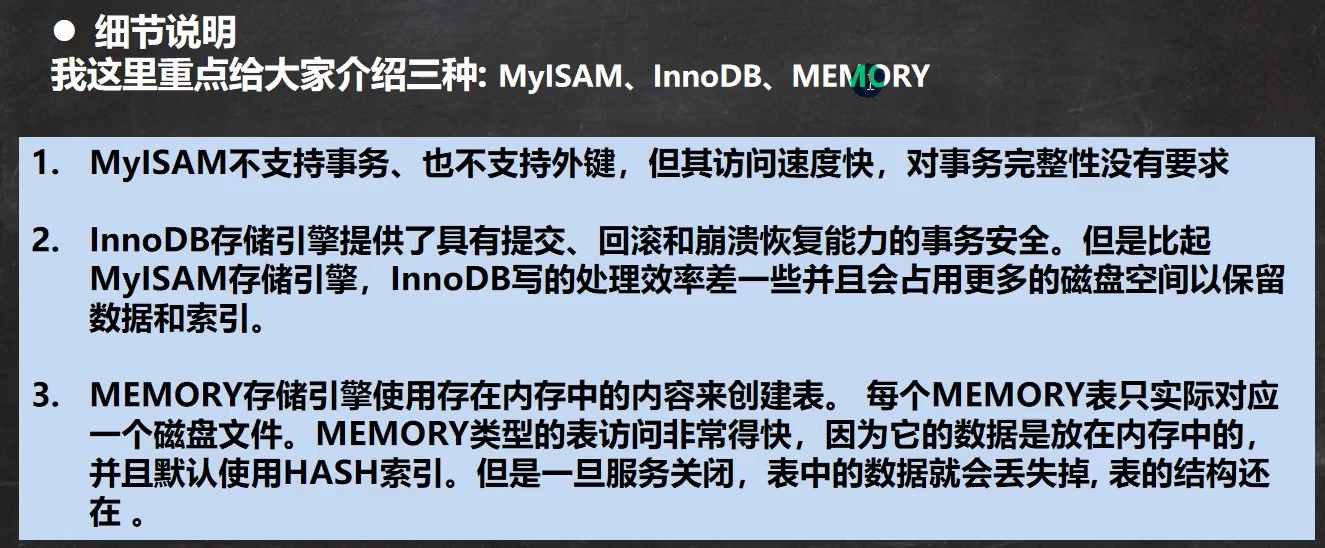 ● 细节说明
我这里重点给大家介绍三种: MyISAM、InnoDB、MEMORY
1. MyISAM不支持事务、也不支持外键，但其访问速度快，对事务完整性没有要求
2. InnoDB存储引擎提供了具有提交、回滚和崩溃恢复能力的事务安全。但是比起
MyISAM存储引擎，InnoDB写的处理效率差一些并且会占用更多的磁盘空间以保留
数据和索引。
3. MEMORY存储引擎使用存在内存中的内容来创建表。 每个MEMORY表只实际对应
一个磁盘文件。MEMORY类型的表访问非常得快，因为它的数据是放在内存中的，
并且默认使用HASH索引。但是一旦服务关闭，表中的数据就会丢失掉, 表的结构还
在 。